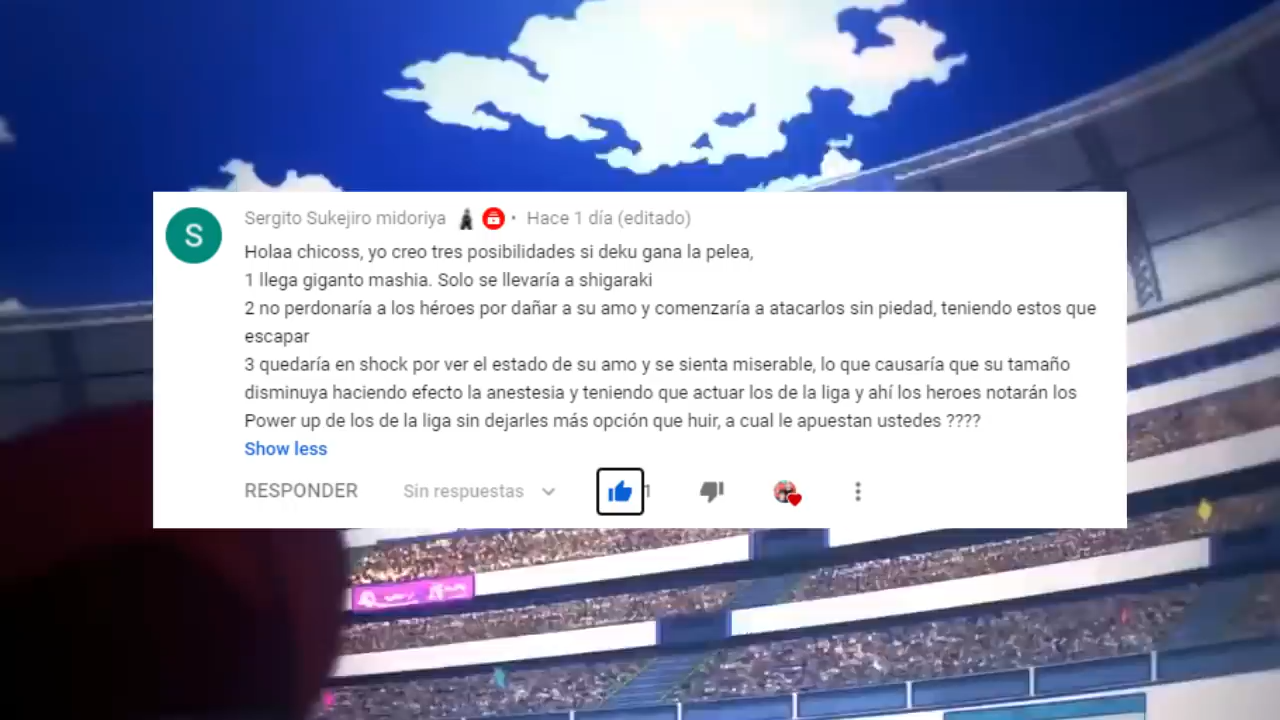 S
Sergito Sukejiro midoriya • Hace 1 día (editado)
Holaa chicoss, yo creo tres posibilidades si deku gana la pelea,
1 llega giganto mashia. Solo se llevaría a shigaraki
2 no perdonaría a los héroes por dañar a su amo y comenzaría a atacarlos sin piedad, teniendo estos que
escapar
3 quedaría en shock por ver el estado de su amo y se sienta miserable, lo que causaría que su tamaño
disminuya haciendo efecto la anestesia y teniendo que actuar los de la liga y ahí los heroes notarán los
Power up de los de la liga sin dejarles más opción que huir, a cual le apuestan ustedes ????
Show less
RESPONDER Sin respuestas 1